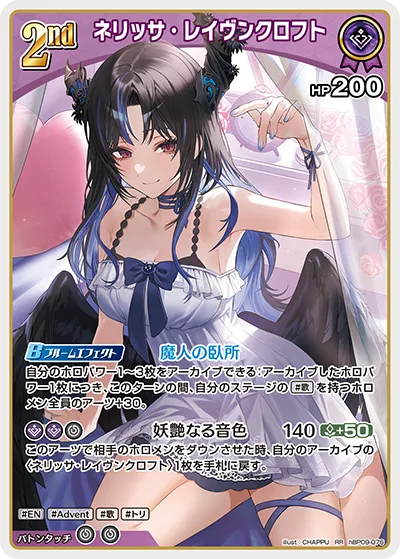 2nd
ネリッサ・レイヴンクロフト
HP200
Bブルームエフェクト 魔人の臥所
自分のホロパワー1～3枚をアーカイブできる：アーカイブしたホロパ
ワー1枚につき、このターンの間、自分のステージの #歌 を持つホロ
メン全員のアーツ+30。
妖艶なる音色 140 +50
このアーツで相手のホロメンをダウンさせた時、自分のアーカイブの
〈ネリッサ・レイヴンクロフト〉1枚を手札に戻す。
#EN #Advent #歌 #トリ
バトンタッチ
illust : CHAPPU RR hBP09-076